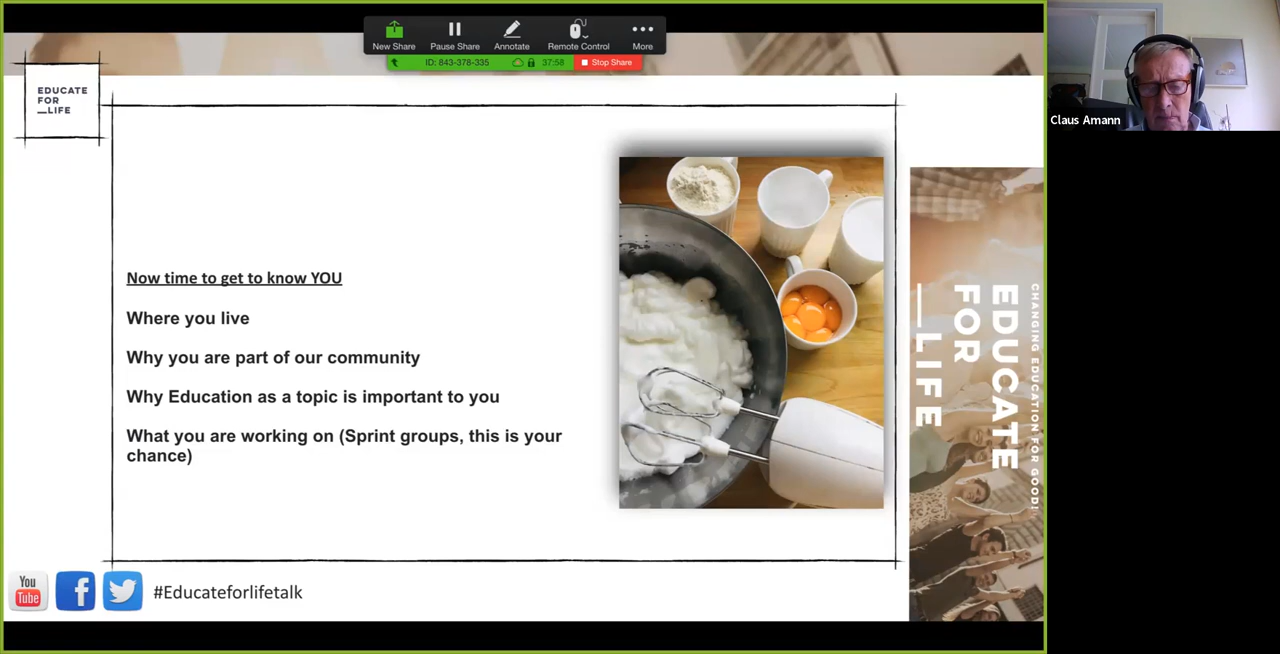 New Share
Pause Share
Annotate
Remote Control
More
ID: 843-378-335
37:58
Stop Share
EDUCATE
FOR
__LIFE
Claus Amann
Now time to get to know YOU
Where you live
Why you are part of our community
Why Education as a topic is important to you
What you are working on (Sprint groups, this is your
chance)
CHANGING EDUCATION FOR GOOD!
EDUCATE
FOR
__LIFE
You
Tube
#Educateforlifetalk